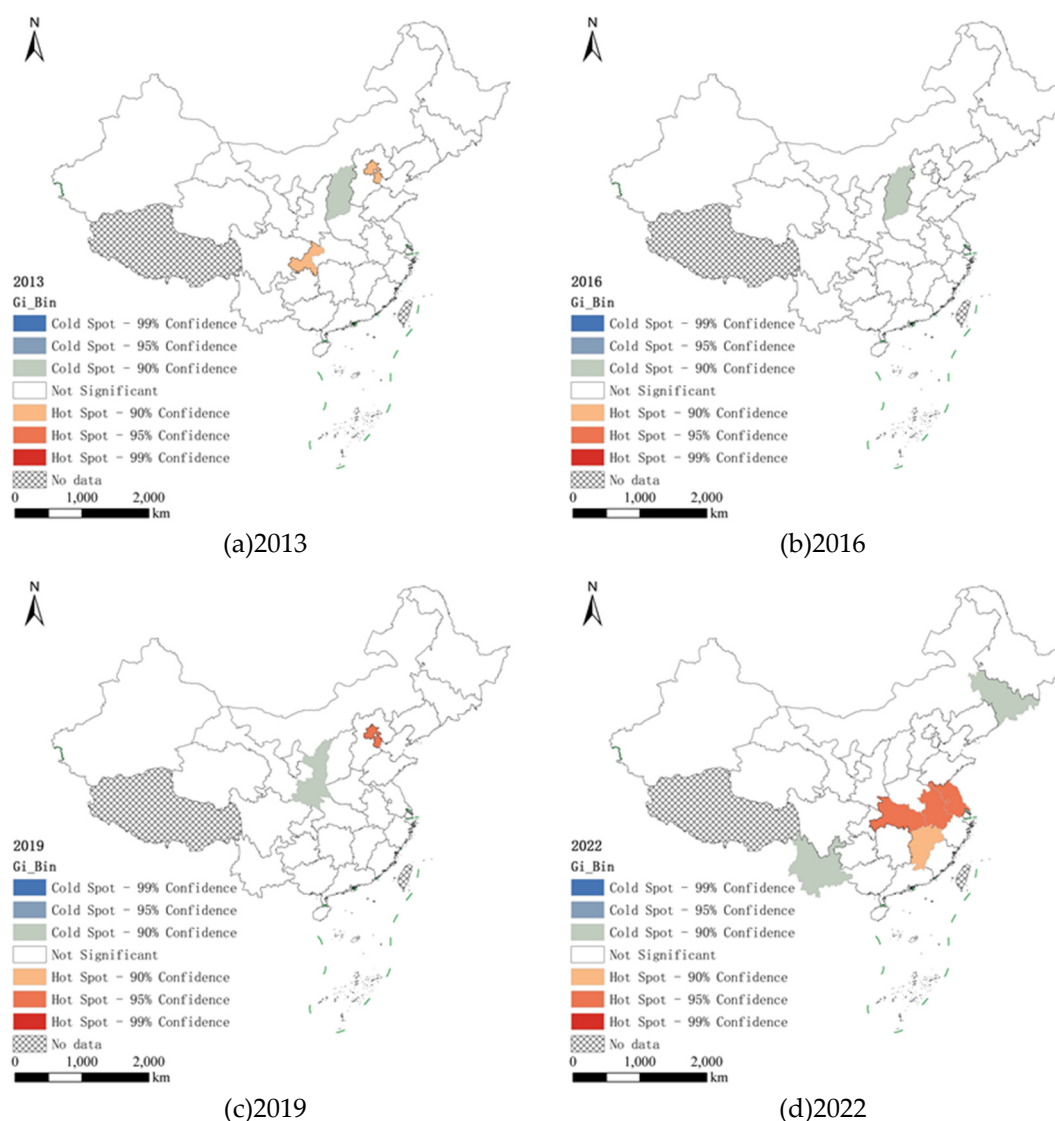 N
2013
Gi_Bin
Cold Spot - 99% Confidence
Cold Spot - 95% Confidence
Cold Spot - 90% Confidence
Not Significant
Hot Spot - 90% Confidence
Hot Spot - 95% Confidence
Hot Spot - 99% Confidence
No data
0 1,000 2,000
km
(a)2013
N
2016
Gi_Bin
Cold Spot - 99% Confidence
Cold Spot - 95% Confidence
Cold Spot - 90% Confidence
Not Significant
Hot Spot - 90% Confidence
Hot Spot - 95% Confidence
Hot Spot - 99% Confidence
No data
0 1,000 2,000
km
(b)2016
N
2019
Gi_Bin
Cold Spot - 99% Confidence
Cold Spot - 95% Confidence
Cold Spot - 90% Confidence
Not Significant
Hot Spot - 90% Confidence
Hot Spot - 95% Confidence
Hot Spot - 99% Confidence
No data
0 1,000 2,000
km
(c)2019
N
2022
Gi_Bin
Cold Spot - 99% Confidence
Cold Spot - 95% Confidence
Cold Spot - 90% Confidence
Not Significant
Hot Spot - 90% Confidence
Hot Spot - 95% Confidence
Hot Spot - 99% Confidence
No data
0 1,000 2,000
km
(d)2022